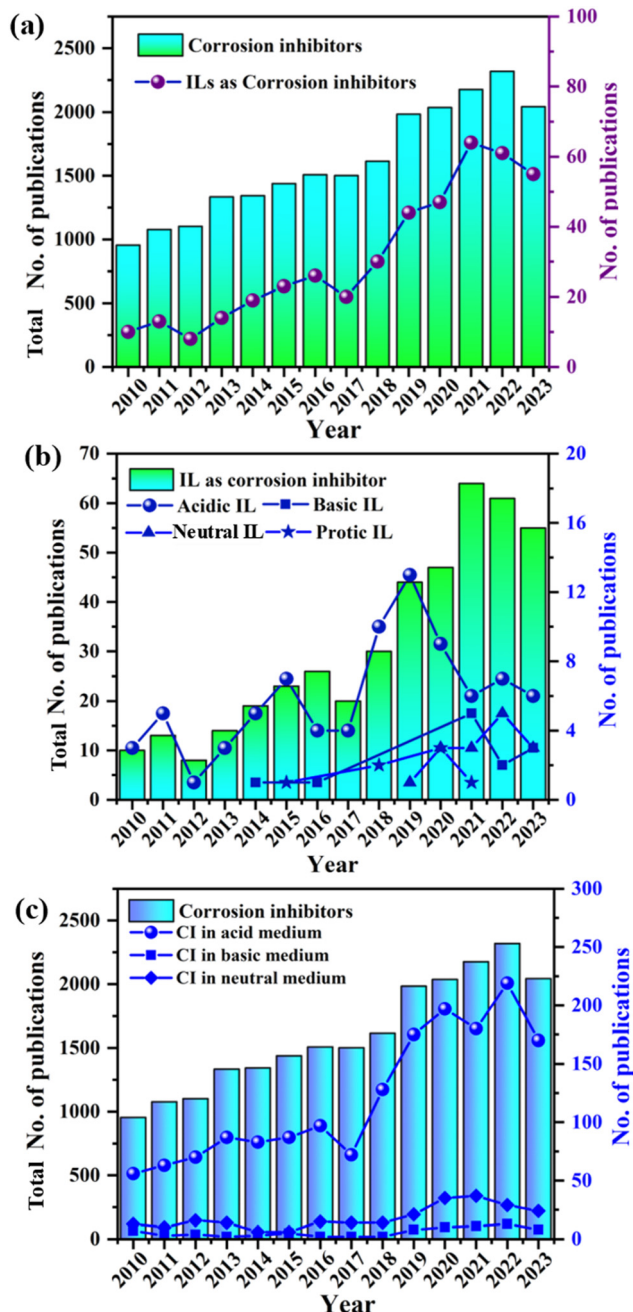 (a)
Corrosion inhibitors
ILs as Corrosion inhibitors
Total No. of publications
No. of publications
2500
2000
1500
1000
500
0
100
80
60
40
20
0
2010 2011 2012 2013 2014 2015 2016 2017 2018 2019 2020 2021 2022 2023
Year
(b)
IL as corrosion inhibitor
Acidic IL Basic IL
Neutral IL Protic IL
Total No. of publications
No. of publications
70
60
50
40
30
20
10
0
20
16
12
8
4
0
2010 2011 2012 2013 2014 2015 2016 2017 2018 2019 2020 2021 2022 2023
Year
(c)
Corrosion inhibitors
CI in acid medium
CI in basic medium
CI in neutral medium
Total No. of publications
No. of publications
2500
2000
1500
1000
500
0
300
250
200
150
100
50
0
2010 2011 2012 2013 2014 2015 2016 2017 2018 2019 2020 2021 2022 2023
Year